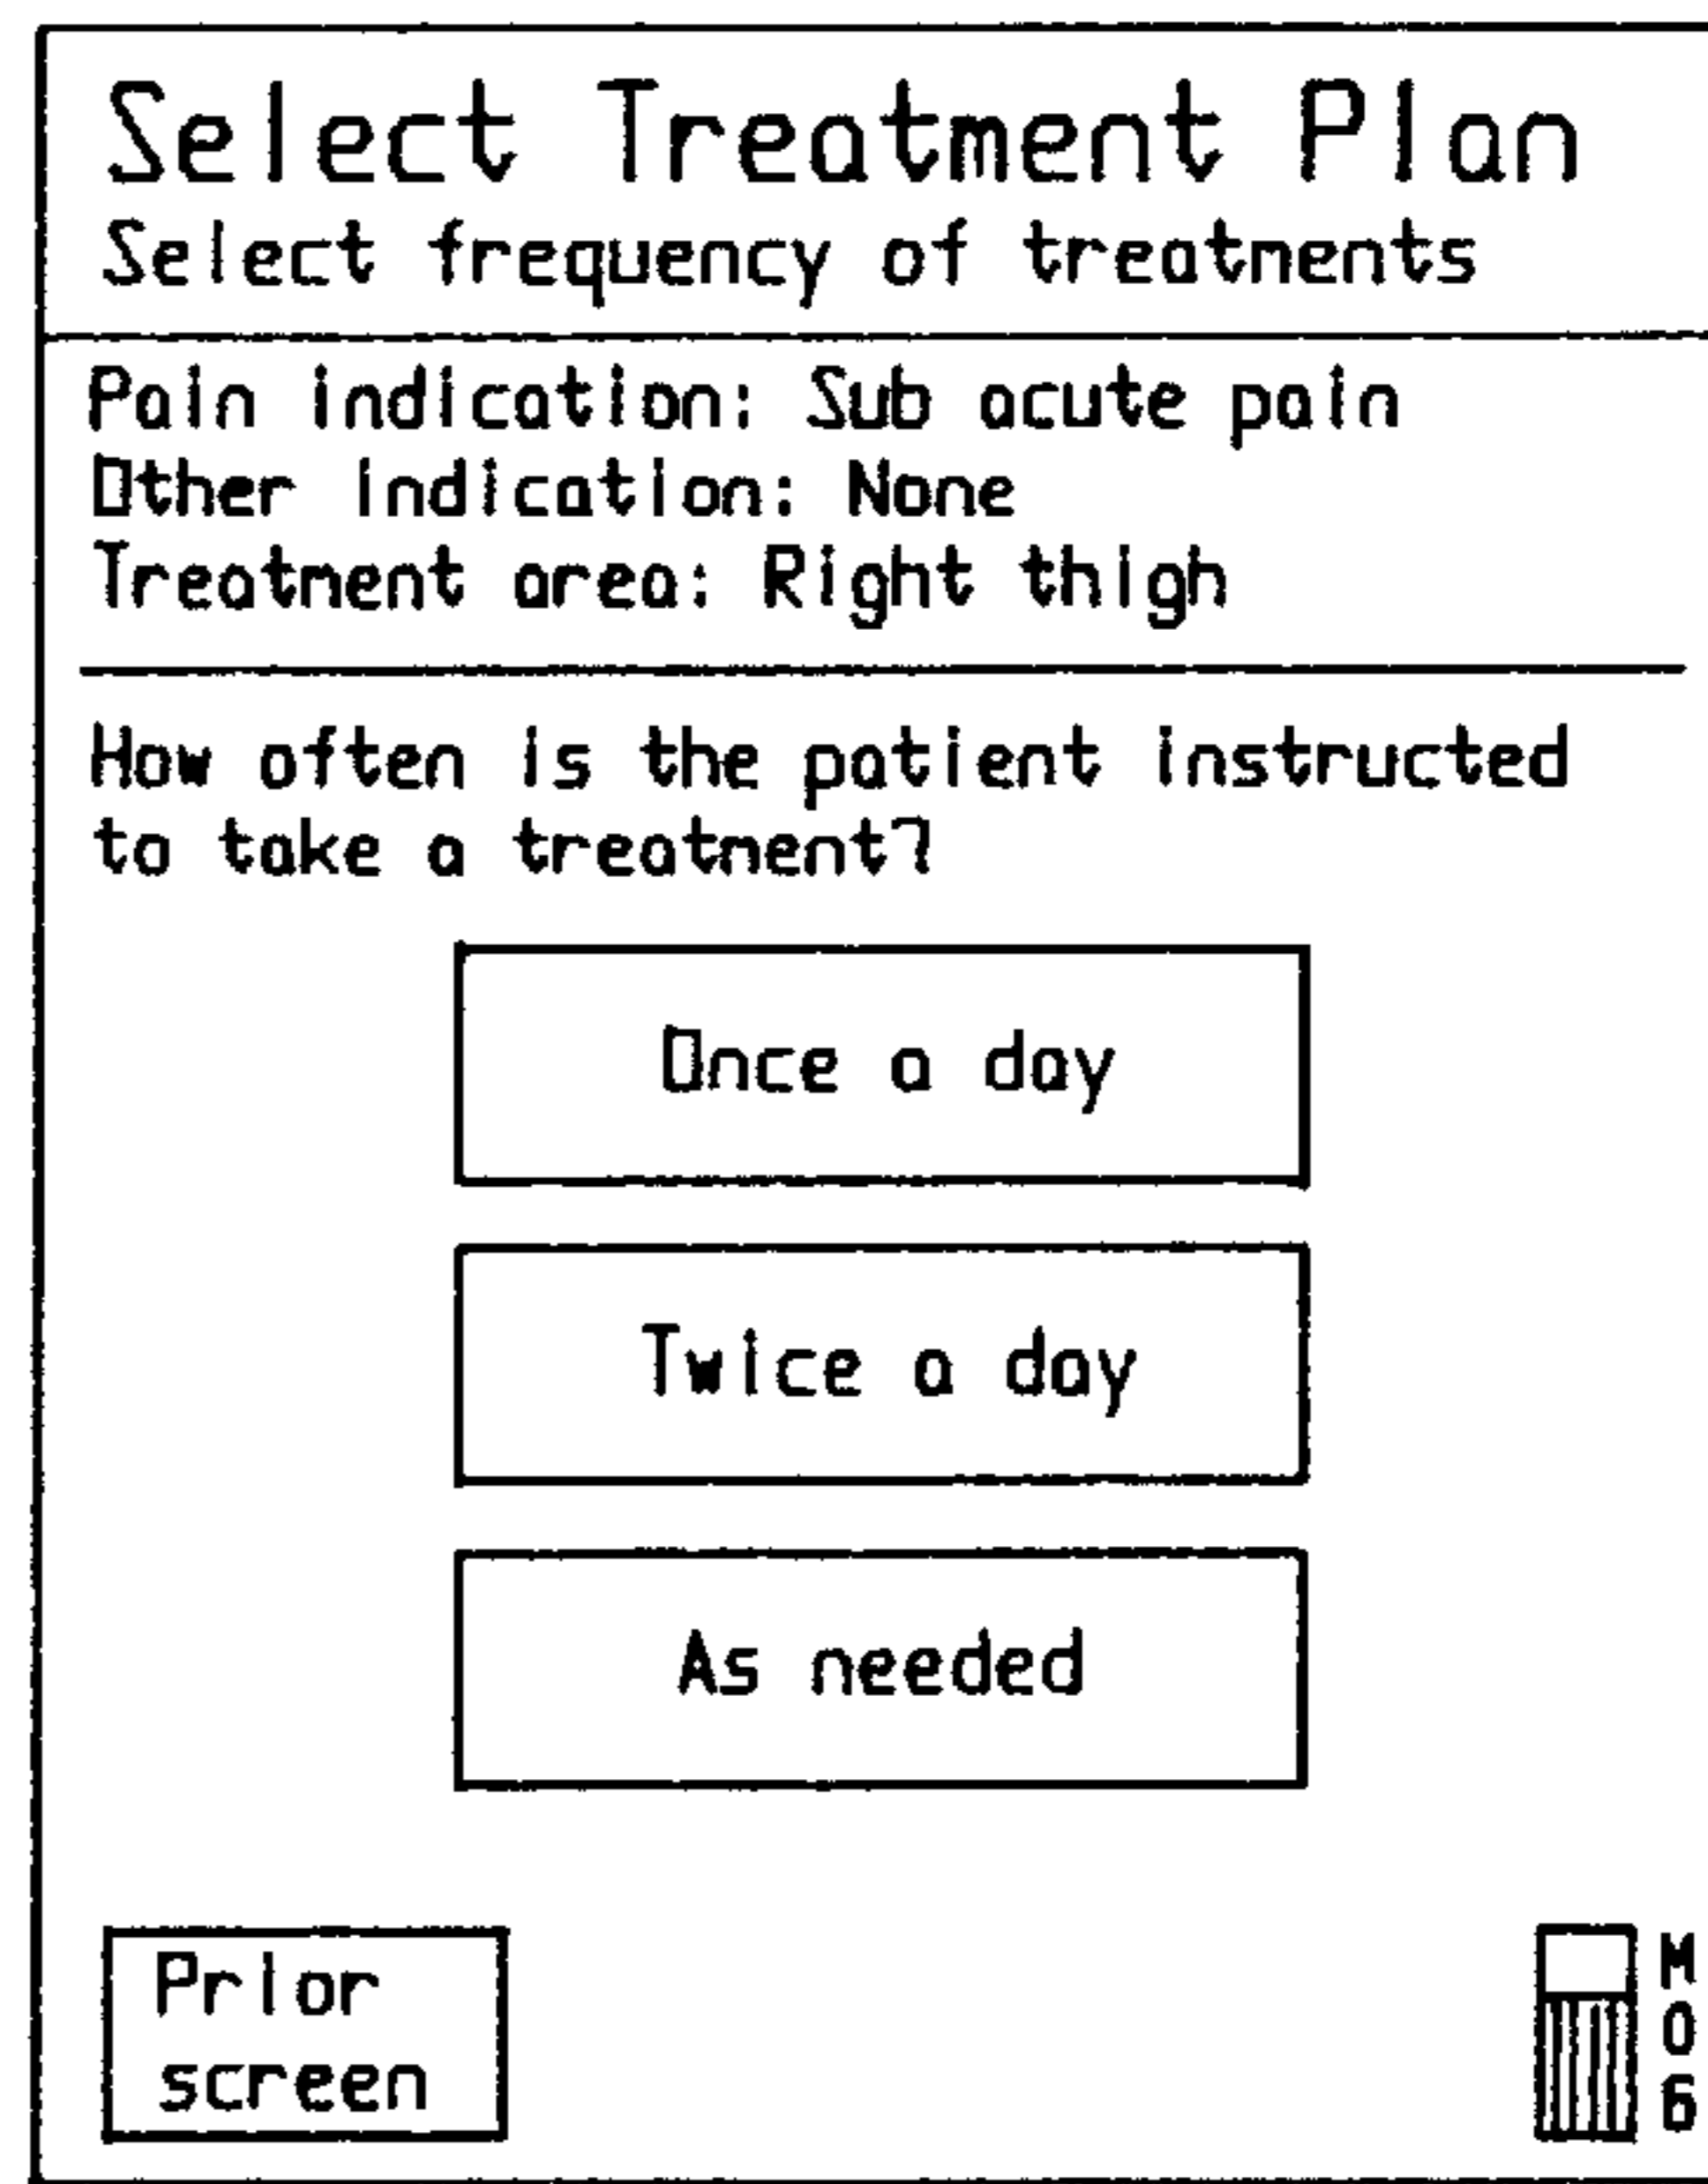 Select Treatment Plan
Select frequency of treatments
Pain indication: Sub acute pain
Other indication: None
Treatment area: Right thigh
How often is the patient instructed
to take a treatment?
Once a day
Twice a day
As needed
Prior
screen
M
0
6